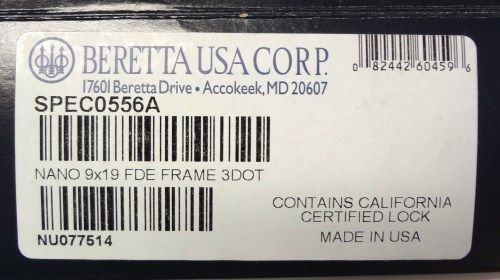 BERETTA USA CORP.
17601 Beretta Drive • Accokeek, MD 20607
0 82442 60459 6
SPEC0556A
NANO 9x19 FDE FRAME 3DOT
NU077514
CONTAINS CALIFORNIA
CERTIFIED LOCK
MADE IN USA